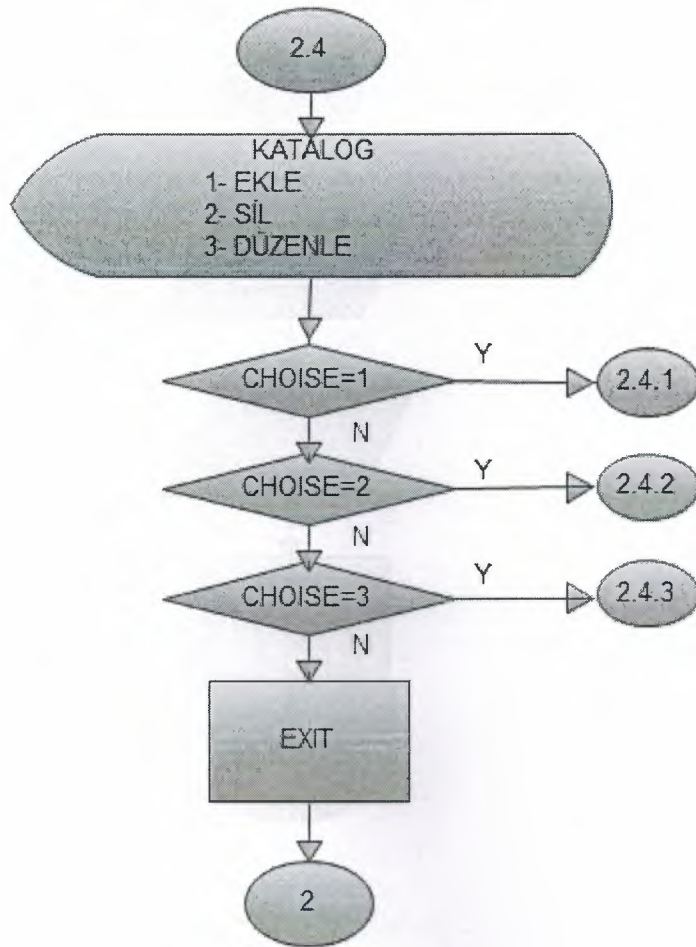 2.4
KATALOG
1- EKLE
2- SİL
3- DÜZENLE
CHOISE=1
Y
2.4.1
N
CHOISE=2
Y
2.4.2
N
CHOISE=3
Y
2.4.3
N
EXIT
2